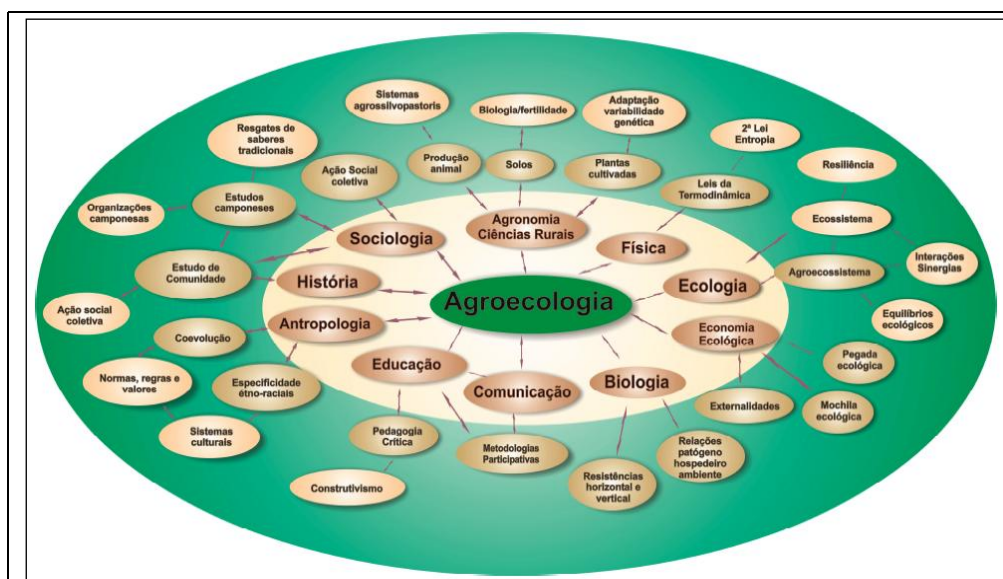 Sistemas
agrossilvopastoris
Biologia/fertilidade
Adaptação
variabilidade
genética
2ª Lei
Entropia
Resiliência
Resgates de
saberes
tradicionais
Ação Social
coletiva
Produção
animal
Solos
Plantas
cultivadas
Leis da
Termodinâmica
Organizações
camponesas
Estudos
camponeses
Sociologia
Agronomia
Ciências Rurais
Física
Ecossistema
Estudo de
Comunidade
História
Agroecologia
Ecologia
Agroecossistema
Interações
Sinergias
Ação social
coletiva
Coevolução
Antropologia
Economia
Ecológica
Equilíbrios
ecológicos
Normas, regras e
valores
Especificidade
étno-raciais
Educação
Comunicação
Biologia
Externalidades
Pegada
ecológica
Mochila
ecológica
Sistemas
culturais
Pedagogia
Crítica
Metodologias
Participativas
Resistências
horizontal e
vertical
Relações
patógeno
hospedeiro
ambiente
Construtivismo